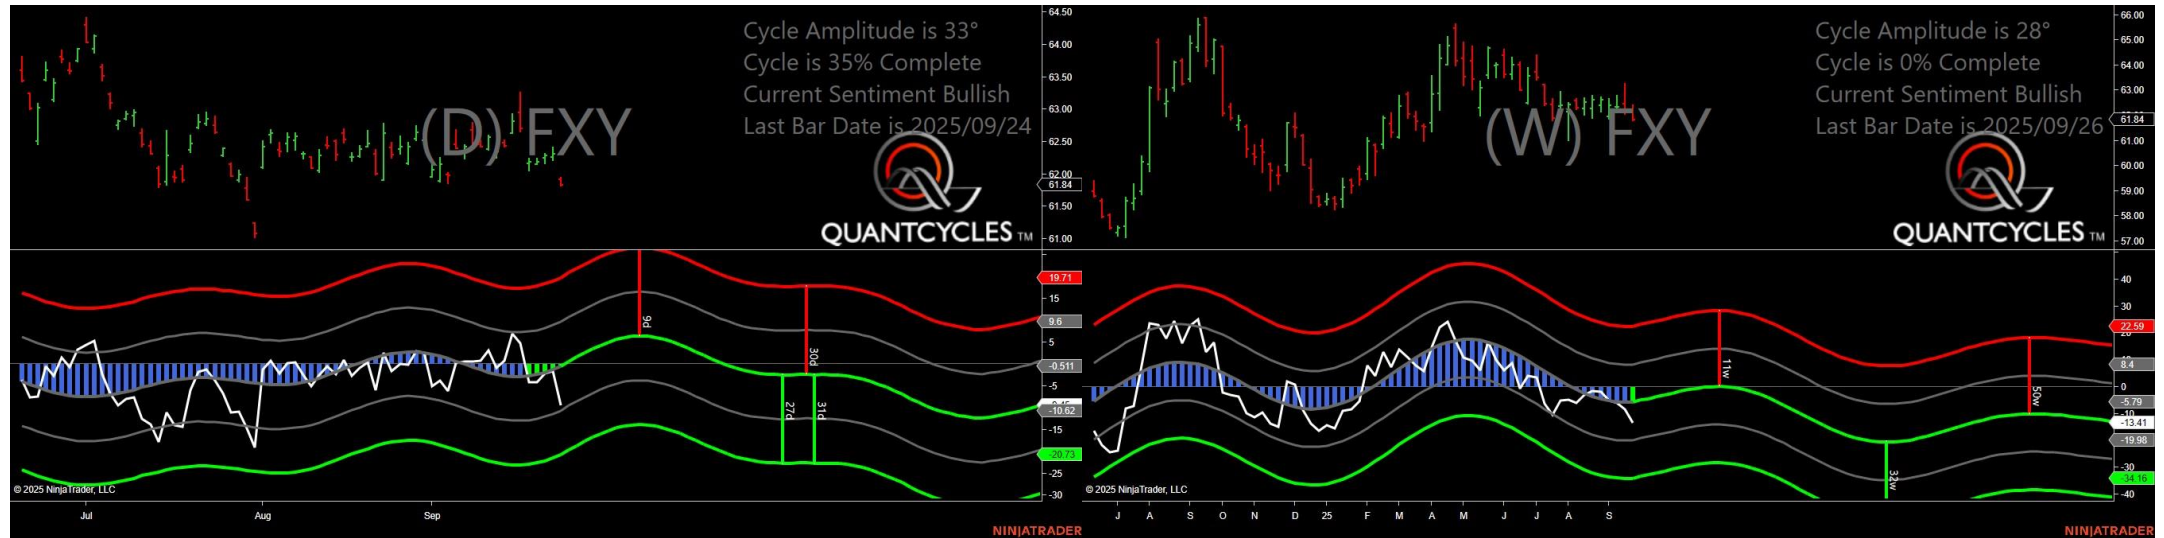 Cycle Amplitude is 33°
Cycle is 35% Complete
Current Sentiment Bullish
Last Bar Date is 2025/09/24
(D) FXY
QUANTCYCLES TM
64.50
64.00
63.50
63.00
62.50
62.00
61.84
61.50
61.00
19.71
15
9.6
5
-0.511
-5
-10.62
-15
-20.73
-25
-30
9d
30d
27d
31d
© 2025 NinjaTrader, LLC
Jul Aug Sep
NINJATRADER
Cycle Amplitude is 28°
Cycle is 0% Complete
Current Sentiment Bullish
Last Bar Date is 2025/09/26
(W) FXY
QUANTCYCLES TM
66.00
65.00
64.00
63.00
61.84
61.00
60.00
59.00
58.00
57.00
40
30
22.59
8.4
0
-5.79
-10
-13.41
-19.98
-30
-34.16
-40
11w
50w
32w
© 2025 NinjaTrader, LLC
J A S O N D 25 F M A M J J A S
NINJATRADER